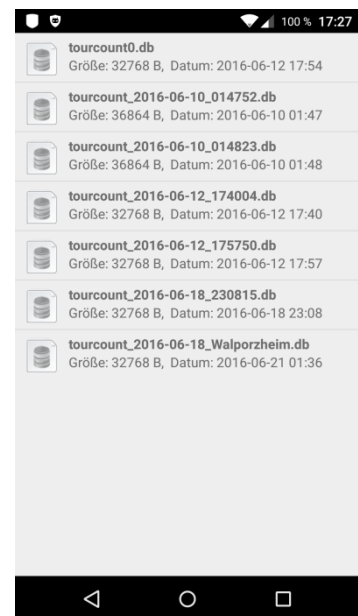 100 % 17:27
tourcount0.db
Größe: 32768 B, Datum: 2016-06-12 17:54
tourcount_2016-06-10_014752.db
Größe: 36864 B, Datum: 2016-06-10 01:47
tourcount_2016-06-10_014823.db
Größe: 36864 B, Datum: 2016-06-10 01:48
tourcount_2016-06-12_174004.db
Größe: 32768 B, Datum: 2016-06-12 17:40
tourcount_2016-06-12_175750.db
Größe: 32768 B, Datum: 2016-06-12 17:57
tourcount_2016-06-18_230815.db
Größe: 32768 B, Datum: 2016-06-18 23:08
tourcount_2016-06-18_Walporzheim.db
Größe: 32768 B, Datum: 2016-06-21 01:36